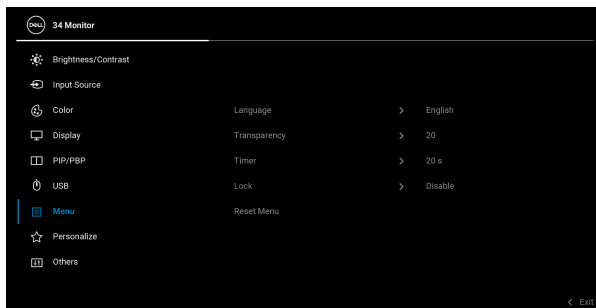 DELL 34 Monitor
Brightness/Contrast
Input Source
Color Language > English
Display Transparency > 20
PIP/PBP Timer > 20 s
USB Lock > Disable
Menu Reset Menu
Personalize
Others
< Exit